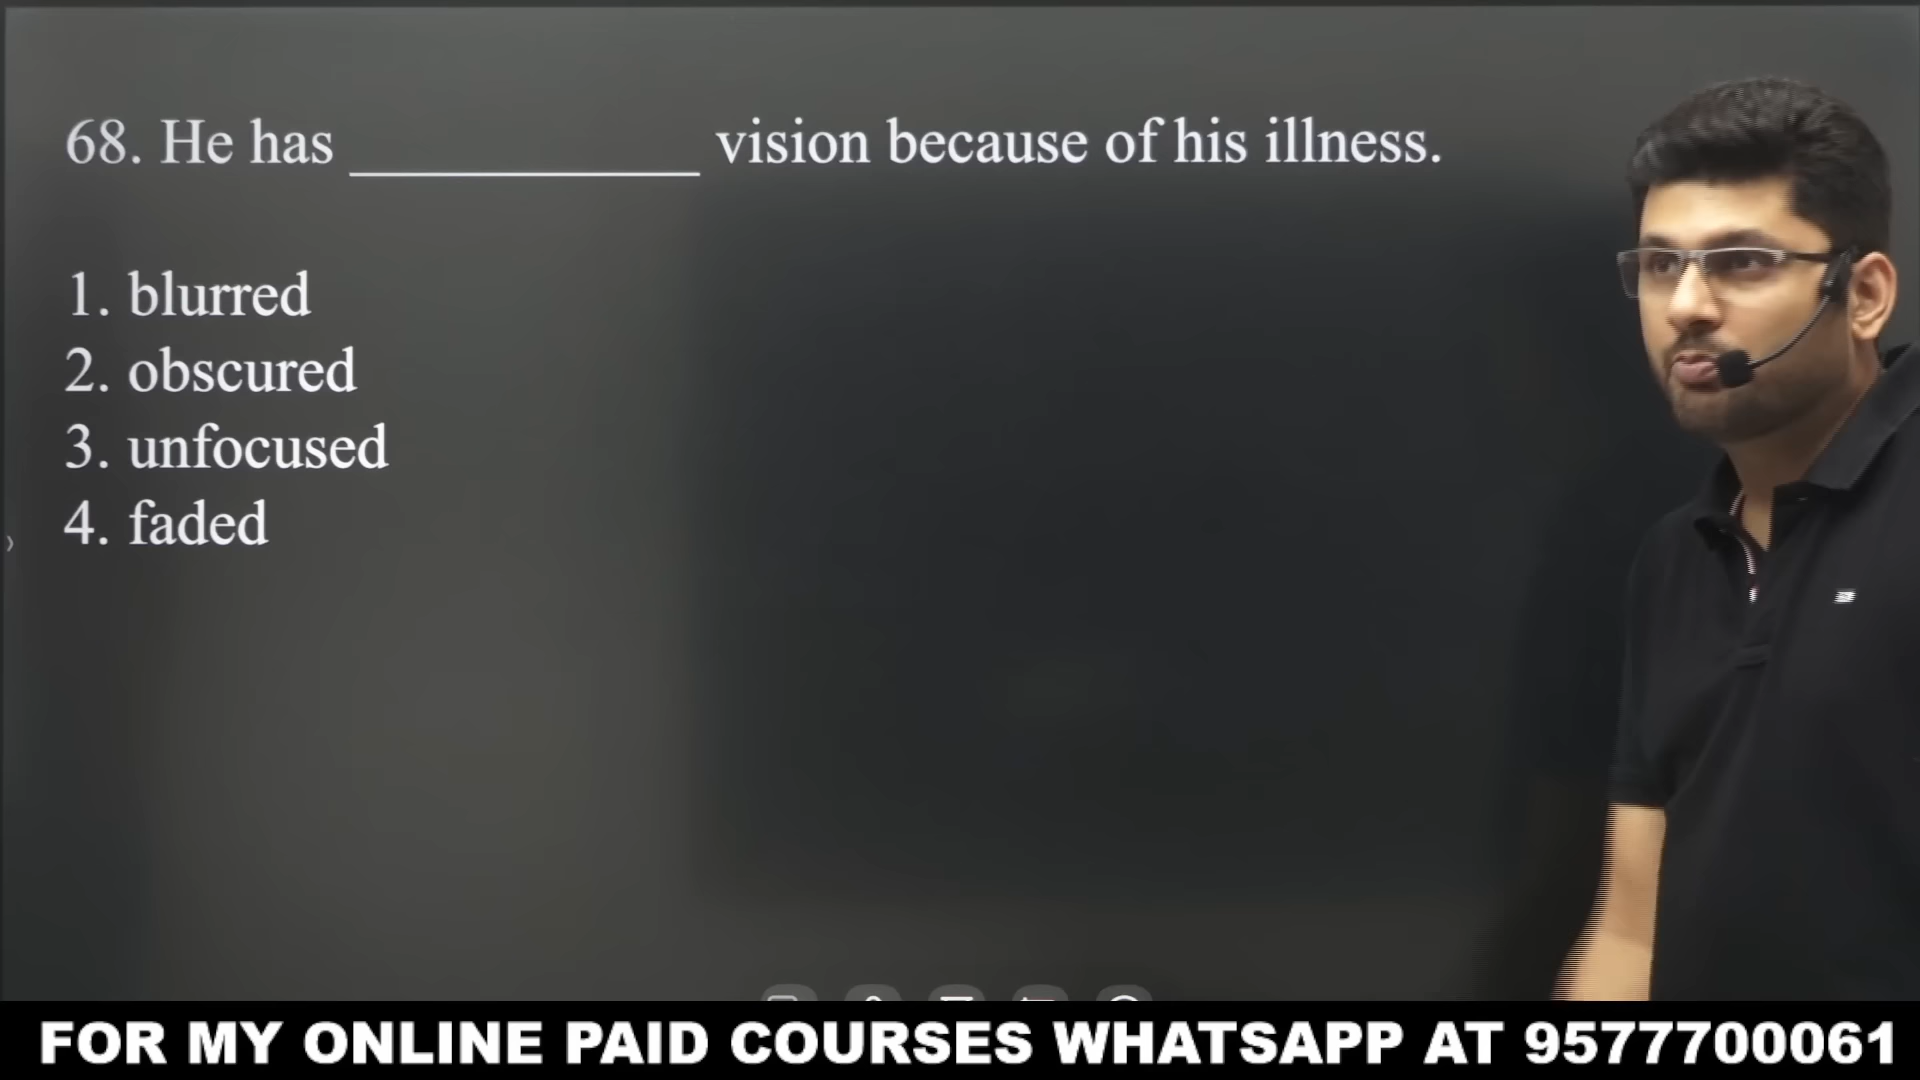 68. He has ____________ vision because of his illness.
1. blurred
2. obscured
3. unfocused
4. faded
FOR MY ONLINE PAID COURSES WHATSAPP AT 9577700061